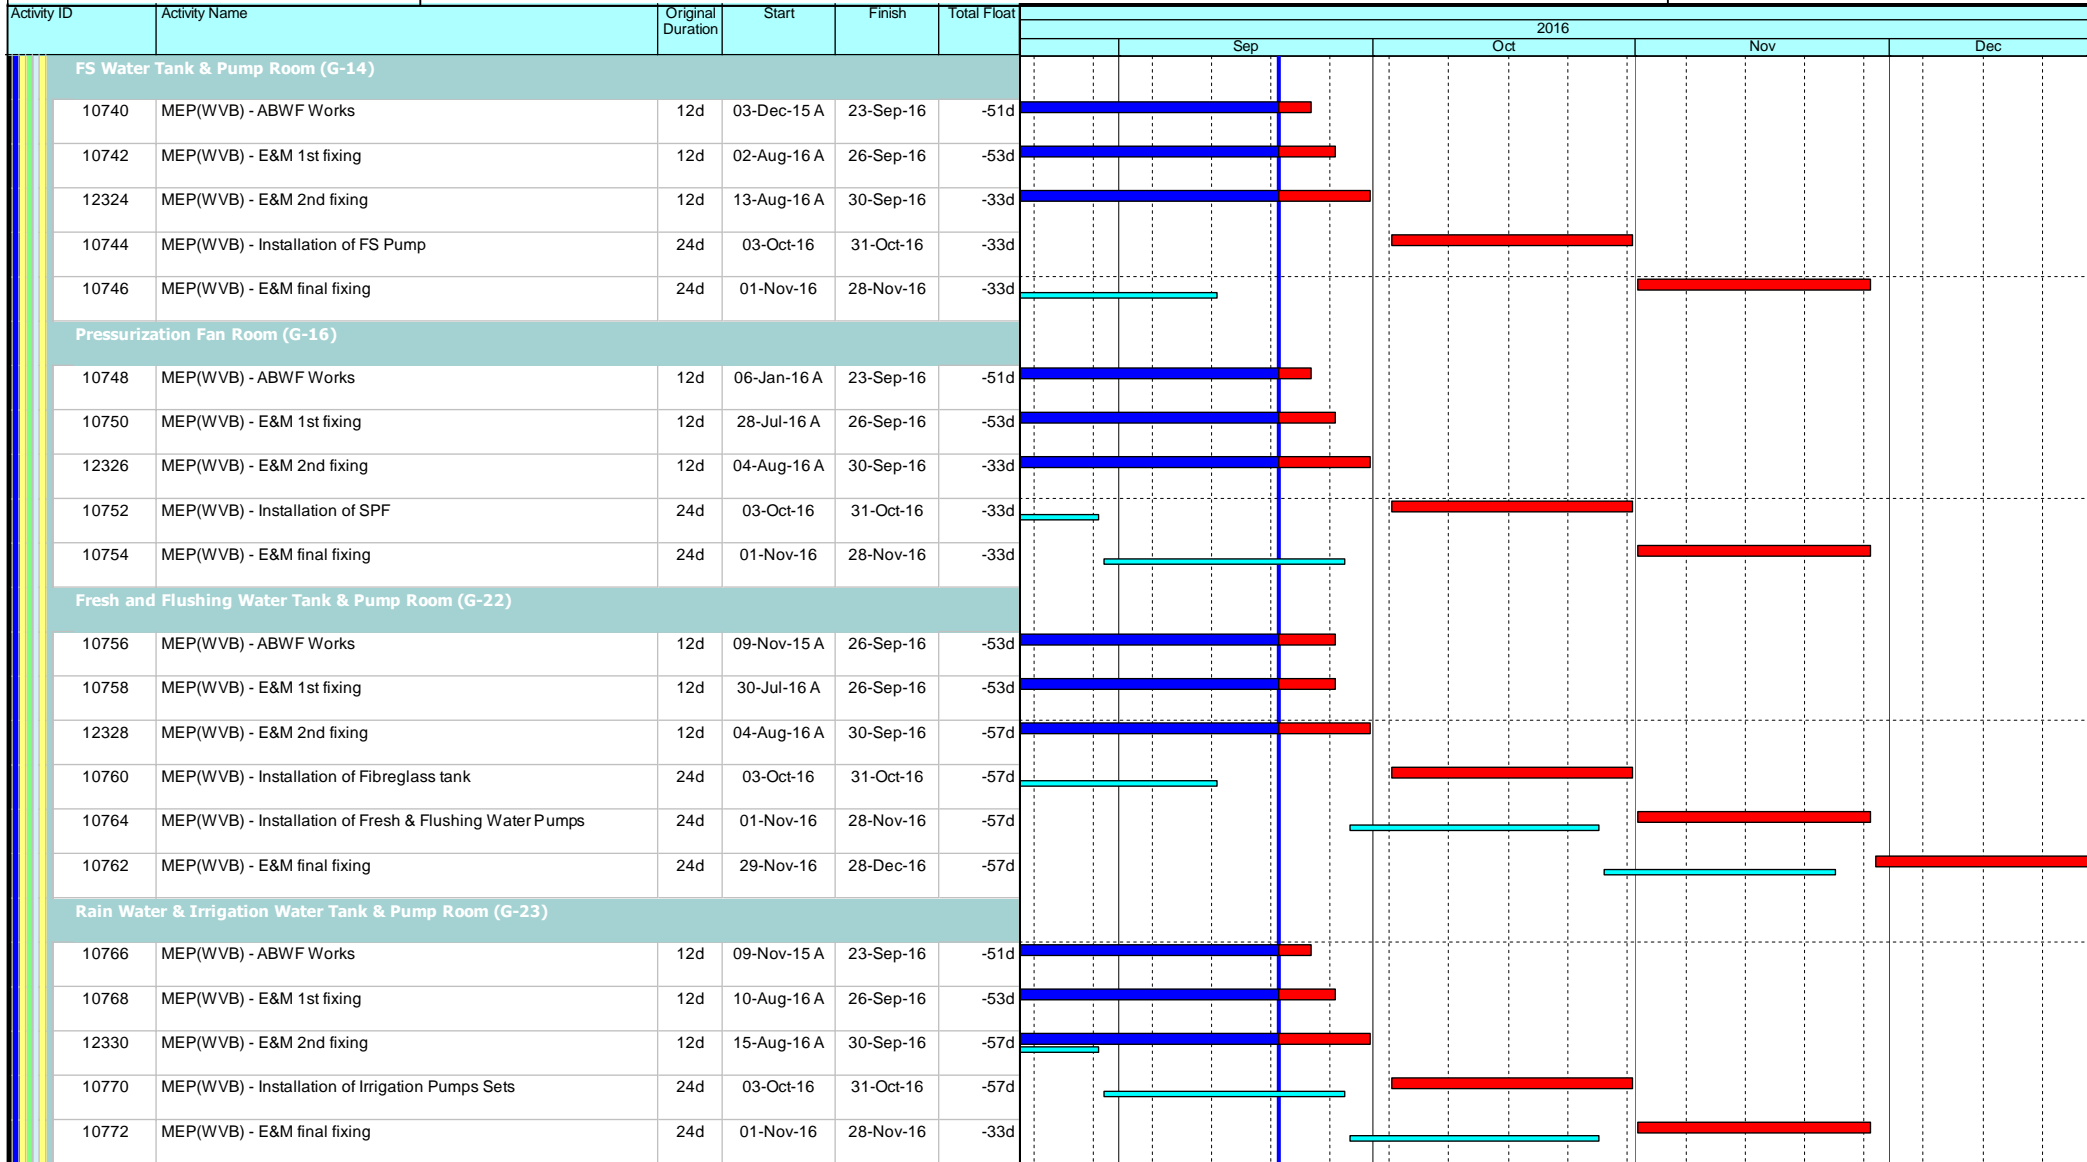 Activity ID Activity Name Original Duration Start Finish Total Float
2016
Sep Oct Nov Dec
FS Water Tank & Pump Room (G-14)
10740 MEP(WVB) - ABWF Works 12d 03-Dec-15 A 23-Sep-16 -51d
10742 MEP(WVB) - E&M 1st fixing 12d 02-Aug-16 A 26-Sep-16 -53d
12324 MEP(WVB) - E&M 2nd fixing 12d 13-Aug-16 A 30-Sep-16 -33d
10744 MEP(WVB) - Installation of FS Pump 24d 03-Oct-16 31-Oct-16 -33d
10746 MEP(WVB) - E&M final fixing 24d 01-Nov-16 28-Nov-16 -33d
Pressurization Fan Room (G-16)
10748 MEP(WVB) - ABWF Works 12d 06-Jan-16 A 23-Sep-16 -51d
10750 MEP(WVB) - E&M 1st fixing 12d 28-Jul-16 A 26-Sep-16 -53d
12326 MEP(WVB) - E&M 2nd fixing 12d 04-Aug-16 A 30-Sep-16 -33d
10752 MEP(WVB) - Installation of SPF 24d 03-Oct-16 31-Oct-16 -33d
10754 MEP(WVB) - E&M final fixing 24d 01-Nov-16 28-Nov-16 -33d
Fresh and Flushing Water Tank & Pump Room (G-22)
10756 MEP(WVB) - ABWF Works 12d 09-Nov-15 A 26-Sep-16 -53d
10758 MEP(WVB) - E&M 1st fixing 12d 30-Jul-16 A 26-Sep-16 -53d
12328 MEP(WVB) - E&M 2nd fixing 12d 04-Aug-16 A 30-Sep-16 -57d
10760 MEP(WVB) - Installation of Fibreglass tank 24d 03-Oct-16 31-Oct-16 -57d
10764 MEP(WVB) - Installation of Fresh & Flushing Water Pumps 24d 01-Nov-16 28-Nov-16 -57d
10762 MEP(WVB) - E&M final fixing 24d 29-Nov-16 28-Dec-16 -57d
Rain Water & Irrigation Water Tank & Pump Room (G-23)
10766 MEP(WVB) - ABWF Works 12d 09-Nov-15 A 23-Sep-16 -51d
10768 MEP(WVB) - E&M 1st fixing 12d 10-Aug-16 A 26-Sep-16 -53d
12330 MEP(WVB) - E&M 2nd fixing 12d 15-Aug-16 A 30-Sep-16 -57d
10770 MEP(WVB) - Installation of Irrigation Pumps Sets 24d 03-Oct-16 31-Oct-16 -57d
10772 MEP(WVB) - E&M final fixing 24d 01-Nov-16 28-Nov-16 -33d